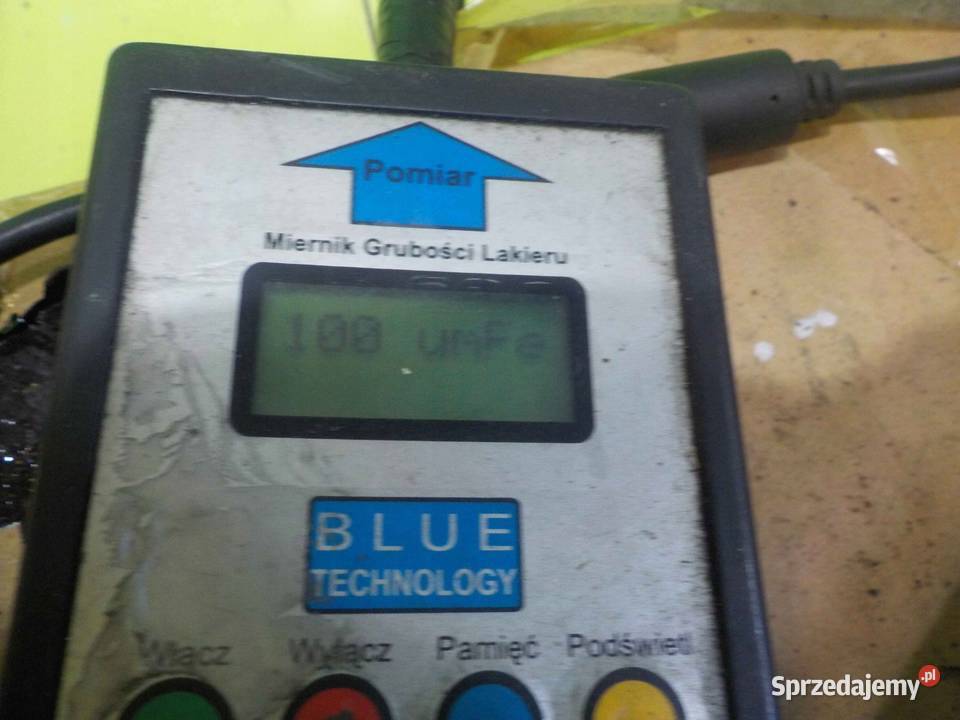 Pomiar
Miernik Grubości Lakieru
100 umFe
BLUE
TECHNOLOGY
Włącz Wyłącz Pamięć Podświetl.
Sprzedajemy.pl